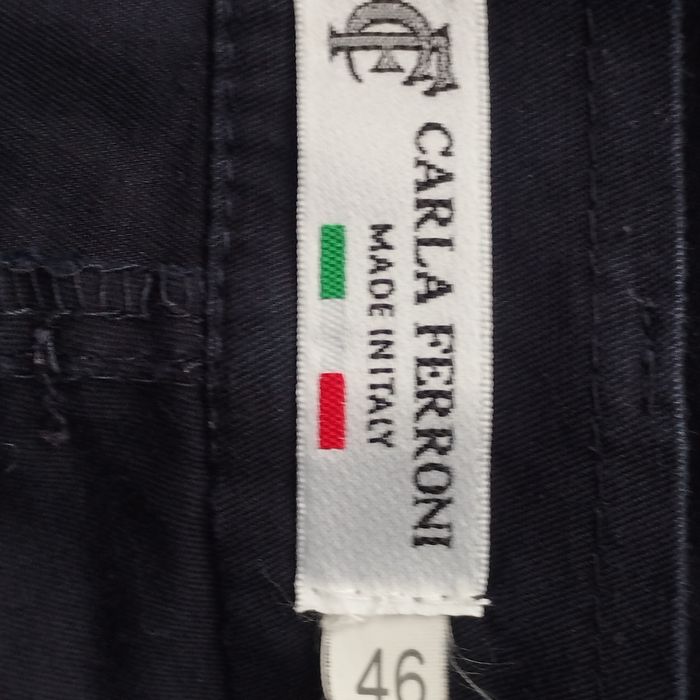 CF
CARLA FERRONI
MADE IN ITALY
46